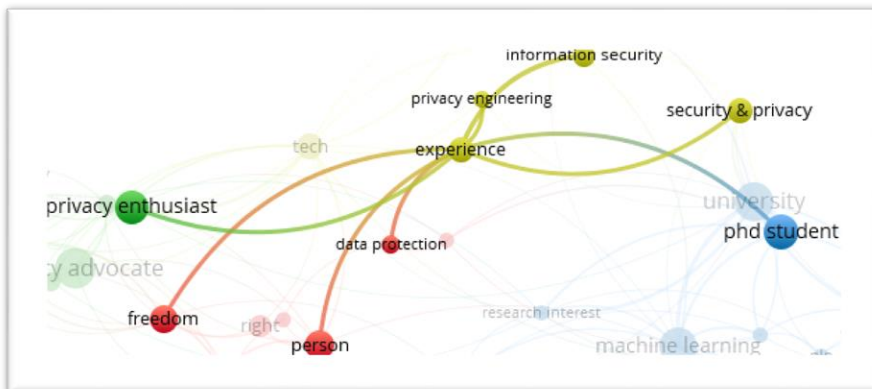 information security
privacy engineering
security & privacy
tech
experience
university
privacy enthusiast
phd student
data protection
y advocate
research interest
freedom
right
person
machine learning